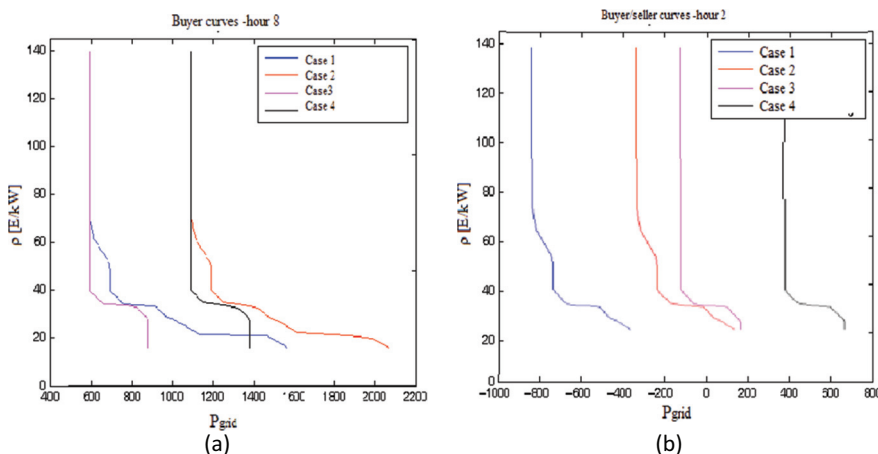 Buyer curves -hour 8
140
120
100
80
60
40
20
0
ρ [E/kW]
400 600 800 1000 1200 1400 1600 1800 2000 2200
Pgrid
Case 1
Case 2
Case3
Case 4
(a)
Buyer/seller curves -hour 2
140
120
100
80
60
40
20
0
ρ [E/kW]
-1000 -800 -600 -400 -200 0 200 400 600 800
Pgrid
Case 1
Case 2
Case 3
Case 4
(b)